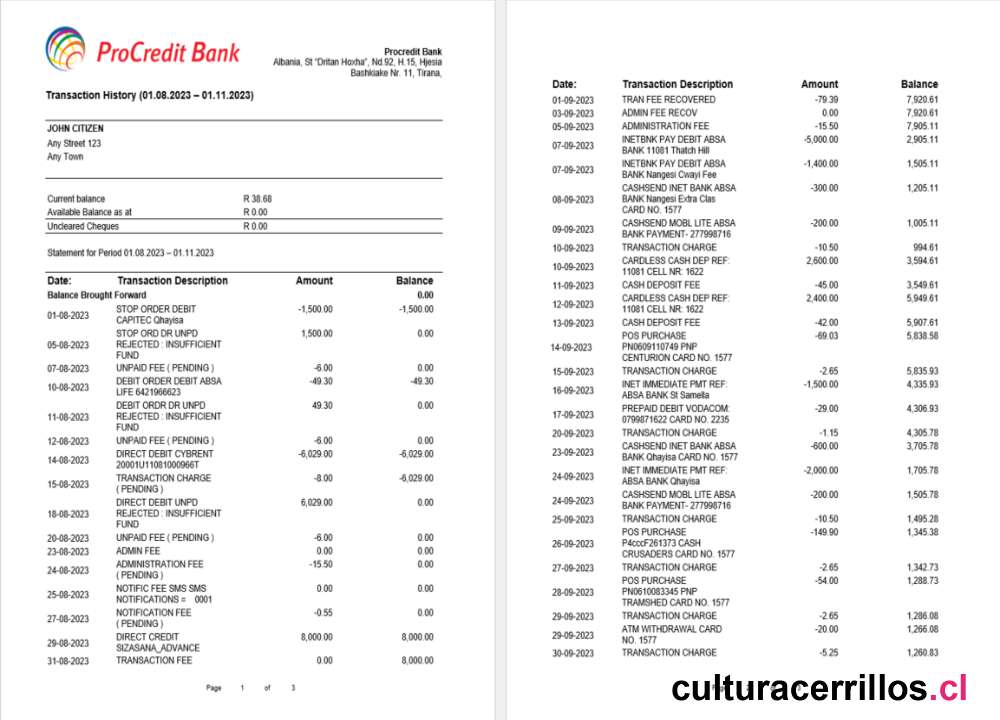 ProCredit Bank
Procredit Bank
Albania, St "Dritan Hoxha", Nd.92, H.15, Hjesia
Bashkiake Nr. 11, Tirana,
Transaction History (01.08.2023 – 01.11.2023)
JOHN CITIZEN
Any Street 123
Any Town
Current balance R 38.68
Available Balance as at R 0.00
Uncleared Cheques R 0.00
Statement for Period 01.08.2023 – 01.11.2023
Date: Transaction Description Amount Balance
Balance Brought Forward 0.00
01-08-2023 STOP ORDER DEBIT -1,500.00 -1,500.00
CAPITEC Qhayisa
05-08-2023 STOP ORD DR UNPD 1,500.00 0.00
REJECTED : INSUFFICIENT
FUND
07-08-2023 UNPAID FEE ( PENDING ) -6.00 0.00
10-08-2023 DEBIT ORDER DEBIT ABSA -49.30 -49.30
LIFE 6421966623
11-08-2023 DEBIT ORDR DR UNPD 49.30 0.00
REJECTED : INSUFFICIENT
FUND
12-08-2023 UNPAID FEE ( PENDING ) -6.00 0.00
14-08-2023 DIRECT DEBIT CYBRENT -6,029.00 -6,029.00
20001U11081000966T
15-08-2023 TRANSACTION CHARGE -8.00 -6,029.00
( PENDING )
18-08-2023 DIRECT DEBIT UNPD 6,029.00 0.00
REJECTED : INSUFFICIENT
FUND
20-08-2023 UNPAID FEE ( PENDING ) -6.00 0.00
23-08-2023 ADMIN FEE 0.00 0.00
24-08-2023 ADMINISTRATION FEE -15.50 0.00
( PENDING )
25-08-2023 NOTIFIC FEE SMS SMS 0.00 0.00
NOTIFICATIONS = 0001
27-08-2023 NOTIFICATION FEE -0.55 0.00
( PENDING )
29-08-2023 DIRECT CREDIT 8,000.00 8,000.00
SIZASANA_ADVANCE
31-08-2023 TRANSACTION FEE 0.00 8,000.00
Page 1 of 3
Date: Transaction Description Amount Balance
01-09-2023 TRAN FEE RECOVERED -79.39 7,920.61
03-09-2023 ADMIN FEE RECOV 0.00 7,920.61
05-09-2023 ADMINISTRATION FEE -15.50 7,905.11
07-09-2023 INETBNK PAY DEBIT ABSA -5,000.00 2,905.11
BANK 11081 Thatch Hill
07-09-2023 INETBNK PAY DEBIT ABSA -1,400.00 1,505.11
BANK Nangesi Cwayi Fee
08-09-2023 CASHSEND INET BANK ABSA -300.00 1,205.11
BANK Nangesi Extra Clas
CARD NO. 1577
09-09-2023 CASHSEND MOBL LITE ABSA -200.00 1,005.11
BANK PAYMENT- 277998716
10-09-2023 TRANSACTION CHARGE -10.50 994.61
10-09-2023 CARDLESS CASH DEP REF: 2,600.00 3,594.61
11081 CELL NR: 1622
11-09-2023 CASH DEPOSIT FEE -45.00 3,549.61
12-09-2023 CARDLESS CASH DEP REF: 2,400.00 5,949.61
11081 CELL NR: 1622
13-09-2023 CASH DEPOSIT FEE -42.00 5,907.61
14-09-2023 POS PURCHASE -69.03 5,838.58
PN0609110749 PNP
CENTURION CARD NO. 1577
15-09-2023 TRANSACTION CHARGE -2.65 5,835.93
16-09-2023 INET IMMEDIATE PMT REF: -1,500.00 4,335.93
ABSA BANK St Samella
17-09-2023 PREPAID DEBIT VODACOM: -29.00 4,306.93
0799871622 CARD NO. 2235
20-09-2023 TRANSACTION CHARGE -1.15 4,305.78
23-09-2023 CASHSEND INET BANK ABSA -600.00 3,705.78
BANK Qhayisa CARD NO. 1577
24-09-2023 INET IMMEDIATE PMT REF: -2,000.00 1,705.78
ABSA BANK Qhayisa
24-09-2023 CASHSEND MOBL LITE ABSA -200.00 1,505.78
BANK PAYMENT- 277998716
25-09-2023 TRANSACTION CHARGE -10.50 1,495.28
26-09-2023 POS PURCHASE -149.90 1,345.38
P4cccF261373 CASH
CRUSADERS CARD NO. 1577
27-09-2023 TRANSACTION CHARGE -2.65 1,342.73
28-09-2023 POS PURCHASE -54.00 1,288.73
PN0610083345 PNP
TRAMSHED CARD NO. 1577
29-09-2023 TRANSACTION CHARGE -2.65 1,286.08
29-09-2023 ATM WITHDRAWAL CARD -20.00 1,266.08
NO. 1577
30-09-2023 TRANSACTION CHARGE -5.25 1,260.83
culturacerrillos.cl